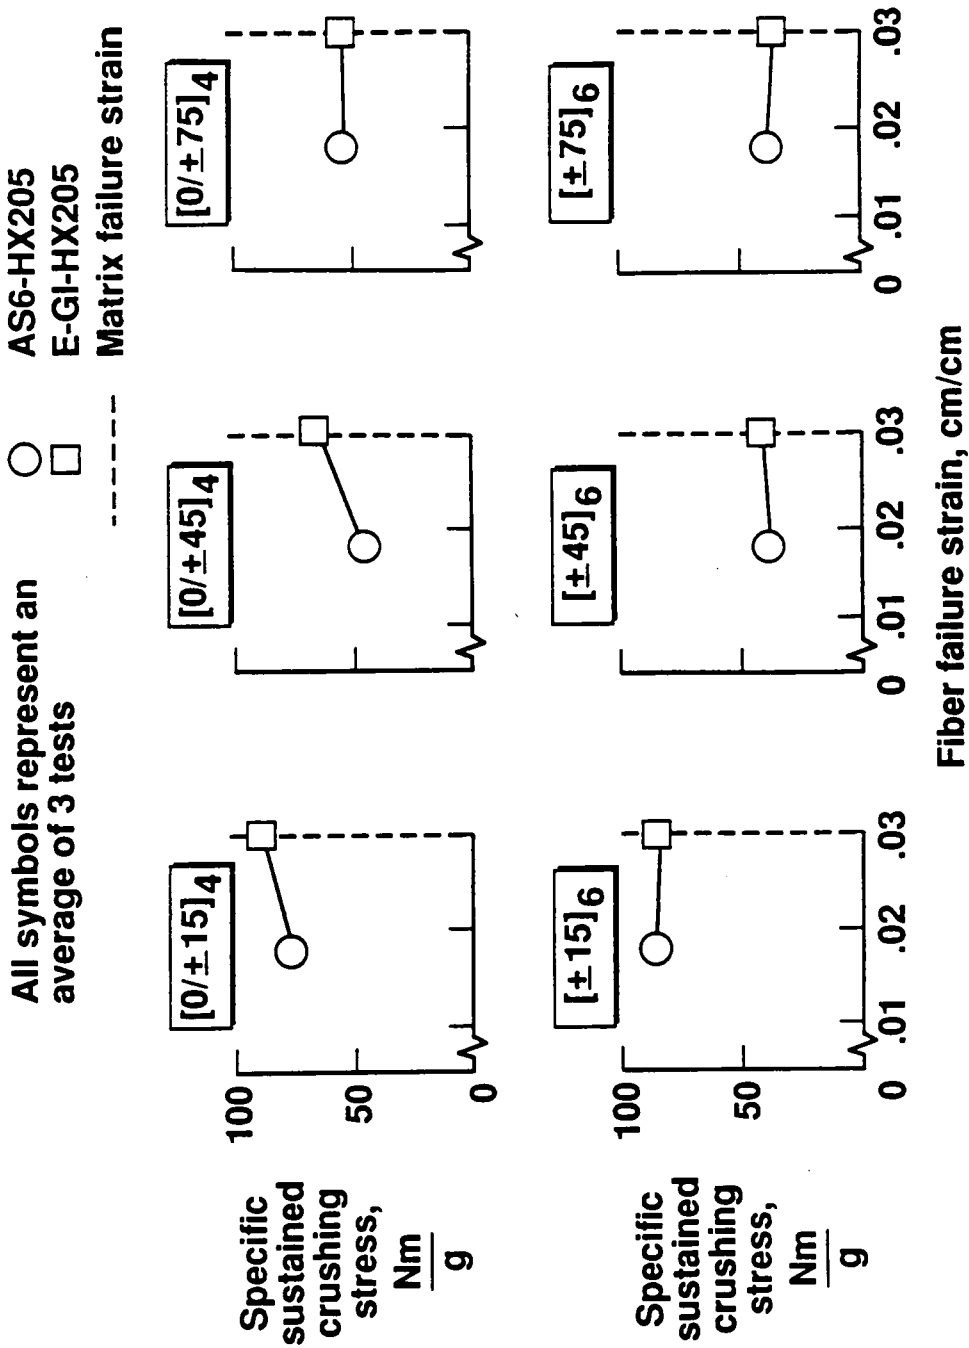 All symbols represent an
average of 3 tests
AS6-HX205
E-Gl-HX205
Matrix failure strain
[0/±15]4
[0/±45]4
[0/±75]4
100
50
0
Specific
sustained
crushing
stress,
Nm
g
[±15]6
[±45]6
[±75]6
100
50
0 .01 .02 .03
0 .01 .02 .03
0 .01 .02 .03
Specific
sustained
crushing
stress,
Nm
g
Fiber failure strain, cm/cm